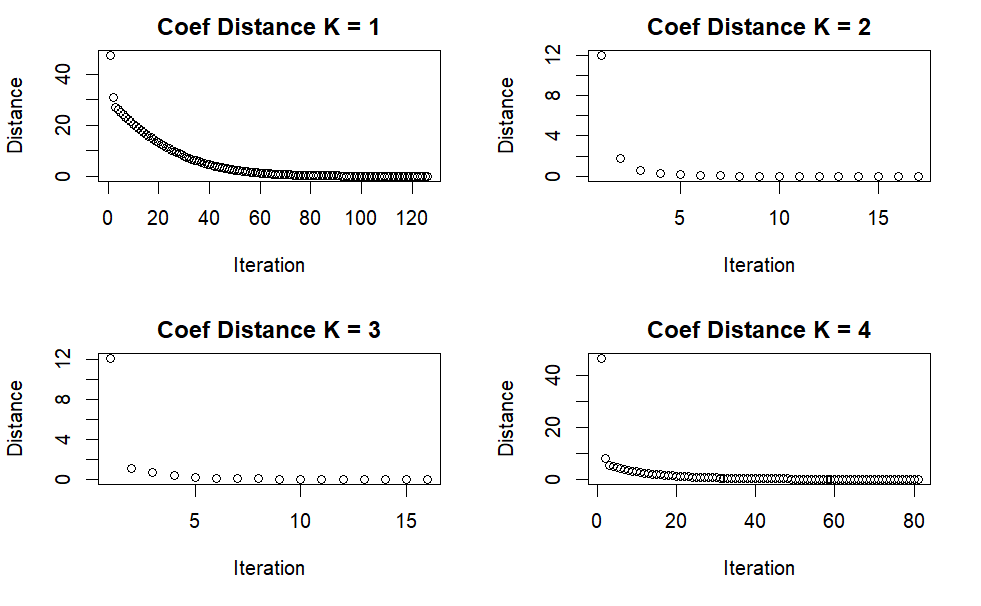 Coef Distance K = 1
Distance
40
20
0
0 20 40 60 80 100 120
Iteration
Coef Distance K = 2
Distance
12
8
4
0
5 10 15
Iteration
Coef Distance K = 3
Distance
12
8
4
0
5 10 15
Iteration
Coef Distance K = 4
Distance
40
20
0
0 20 40 60 80
Iteration